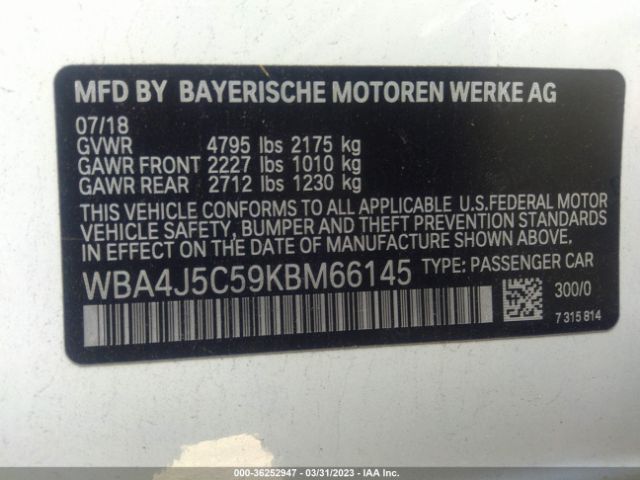 MFD BY BAYERISCHE MOTOREN WERKE AG
07/18
GVWR 4795 lbs 2175 kg
GAWR FRONT 2227 lbs 1010 kg
GAWR REAR 2712 lbs 1230 kg
THIS VEHICLE CONFORMS TO ALL APPLICABLE U.S.FEDERAL MOTOR
VEHICLE SAFETY, BUMPER AND THEFT PREVENTION STANDARDS
IN EFFECT ON THE DATE OF MANUFACTURE SHOWN ABOVE.
WBA4J5C59KBM66145 TYPE: PASSENGER CAR
300/0
7 315 814
000-36252947 - 03/31/2023 - IAA Inc.